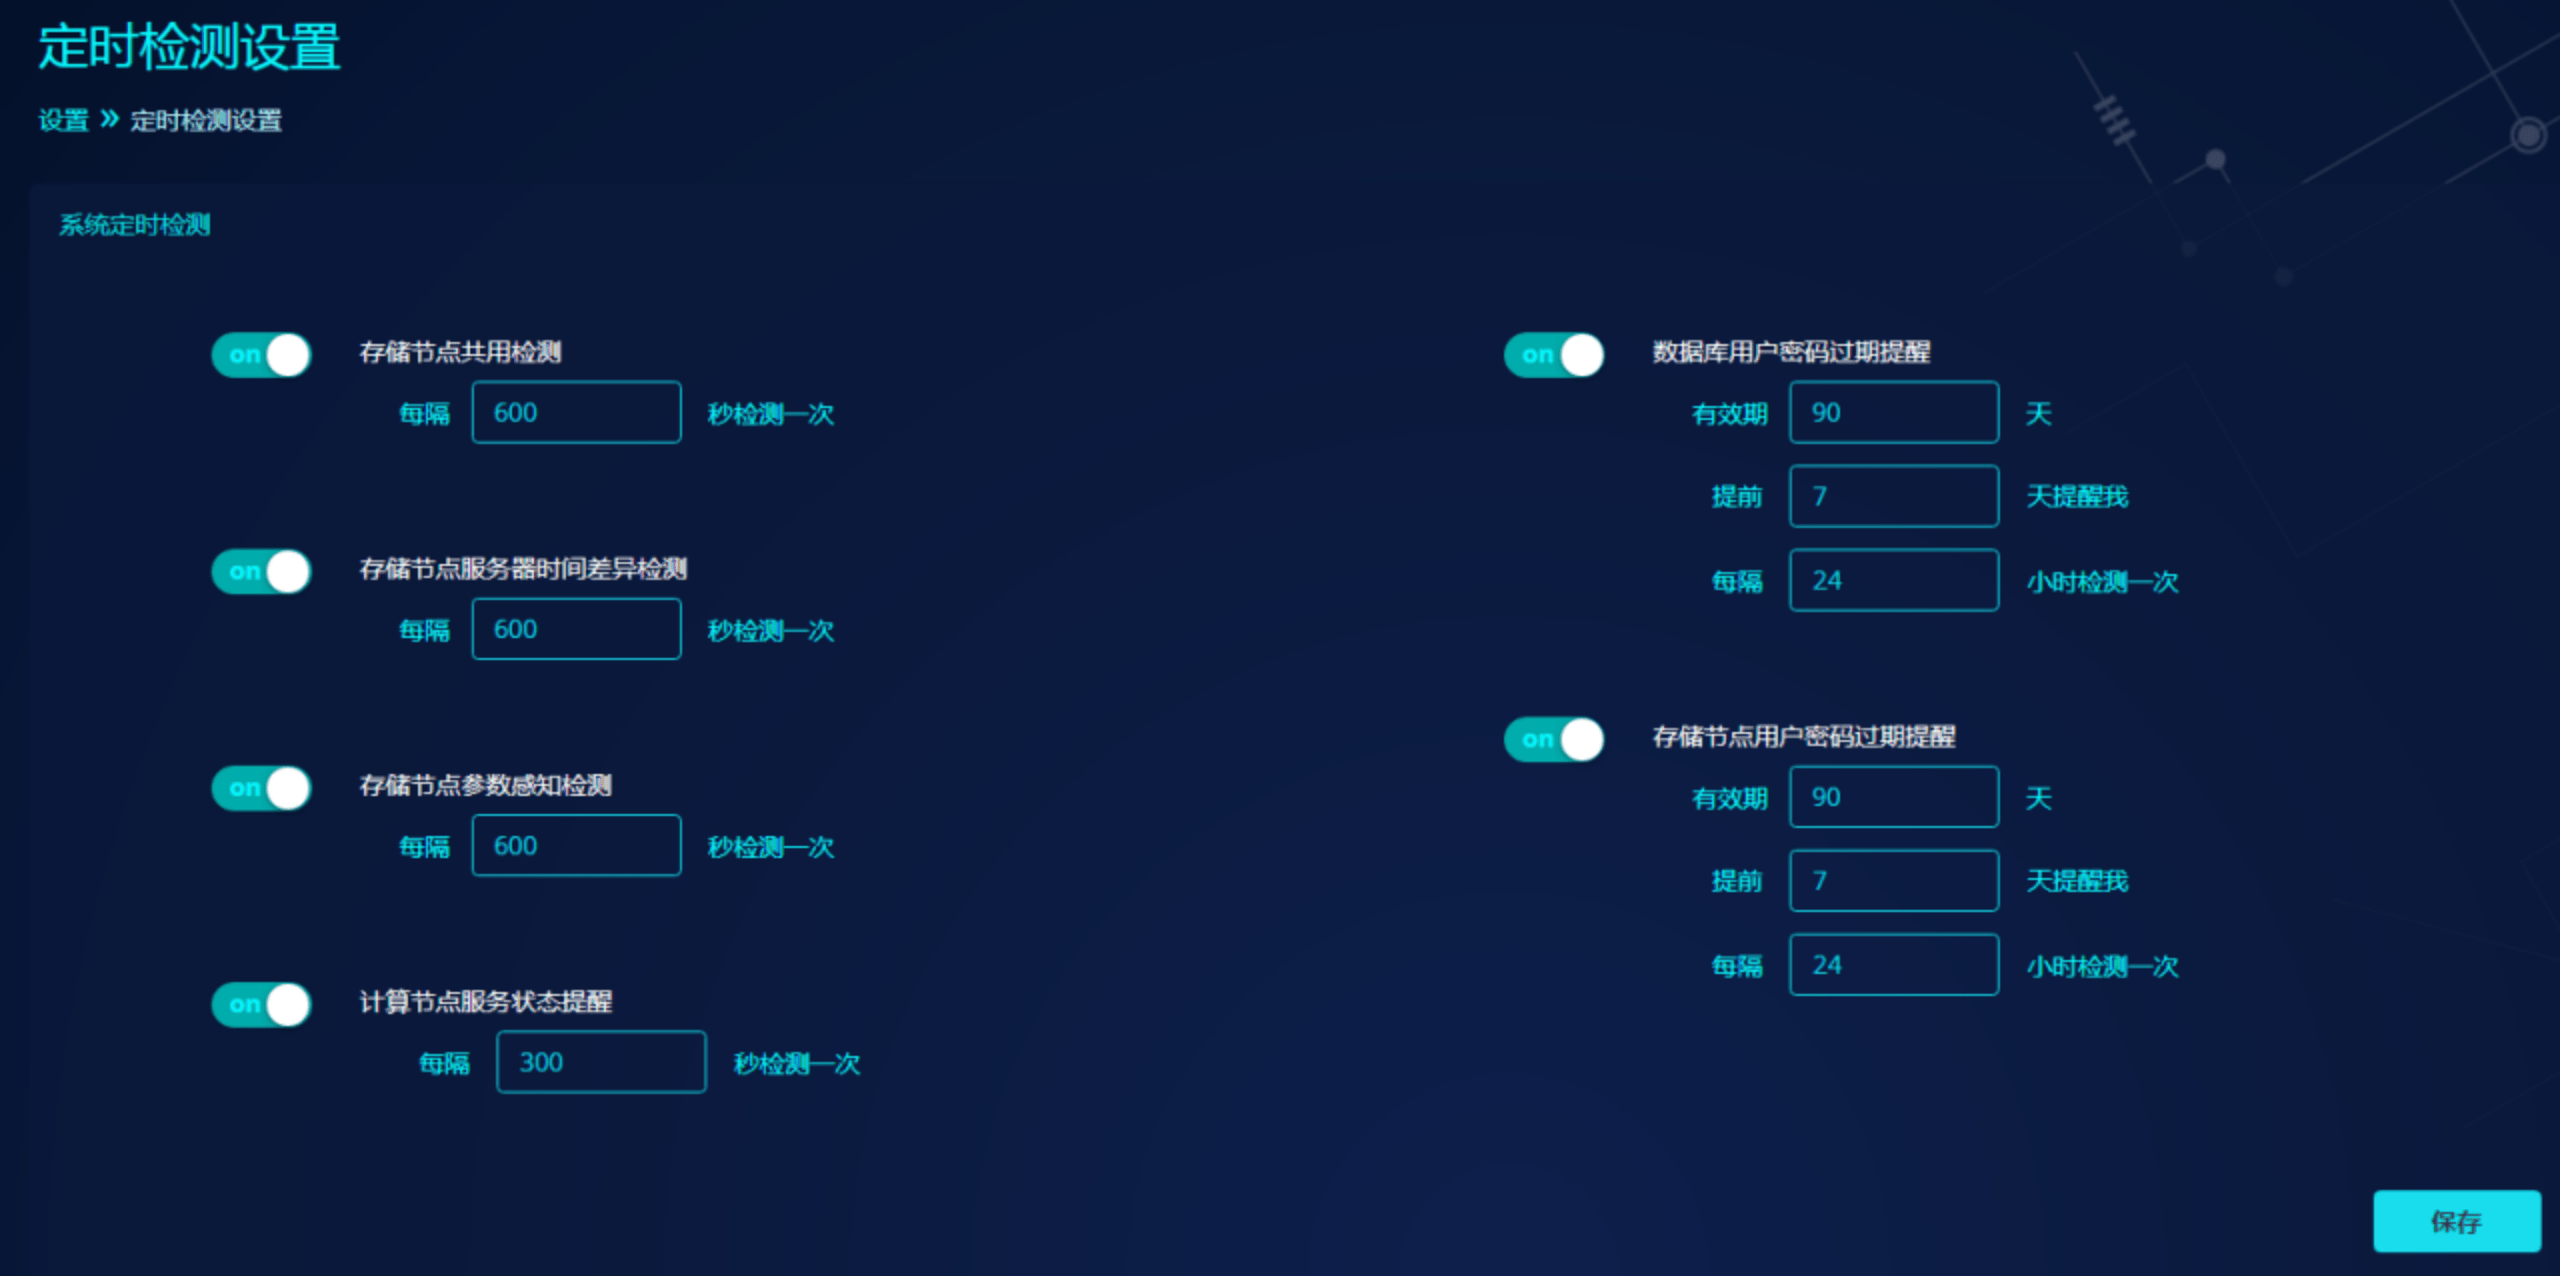 定时检测设置
设置 » 定时检测设置
系统定时检测
on 存储节点共用检测
每隔 600 秒检测一次
on 存储节点服务器时间差异检测
每隔 600 秒检测一次
on 存储节点参数感知检测
每隔 600 秒检测一次
on 计算节点服务状态提醒
每隔 300 秒检测一次
on 数据库用户密码过期提醒
有效期 90 天
提前 7 天提醒我
每隔 24 小时检测一次
on 存储节点用户密码过期提醒
有效期 90 天
提前 7 天提醒我
每隔 24 小时检测一次
保存